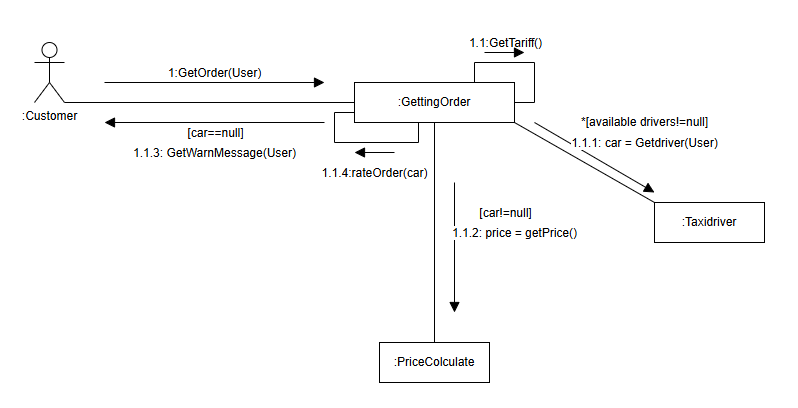 1.1:GetTariff()
1:GetOrder(User)
:GettingOrder
:Customer
*[available drivers!=null]
[car==null]
1.1.1: car = Getdriver(User)
1.1.3: GetWarnMessage(User)
1.1.4:rateOrder(car)
[car!=null]
:Taxidriver
1.1.2: price = getPrice()
:PriceColculate